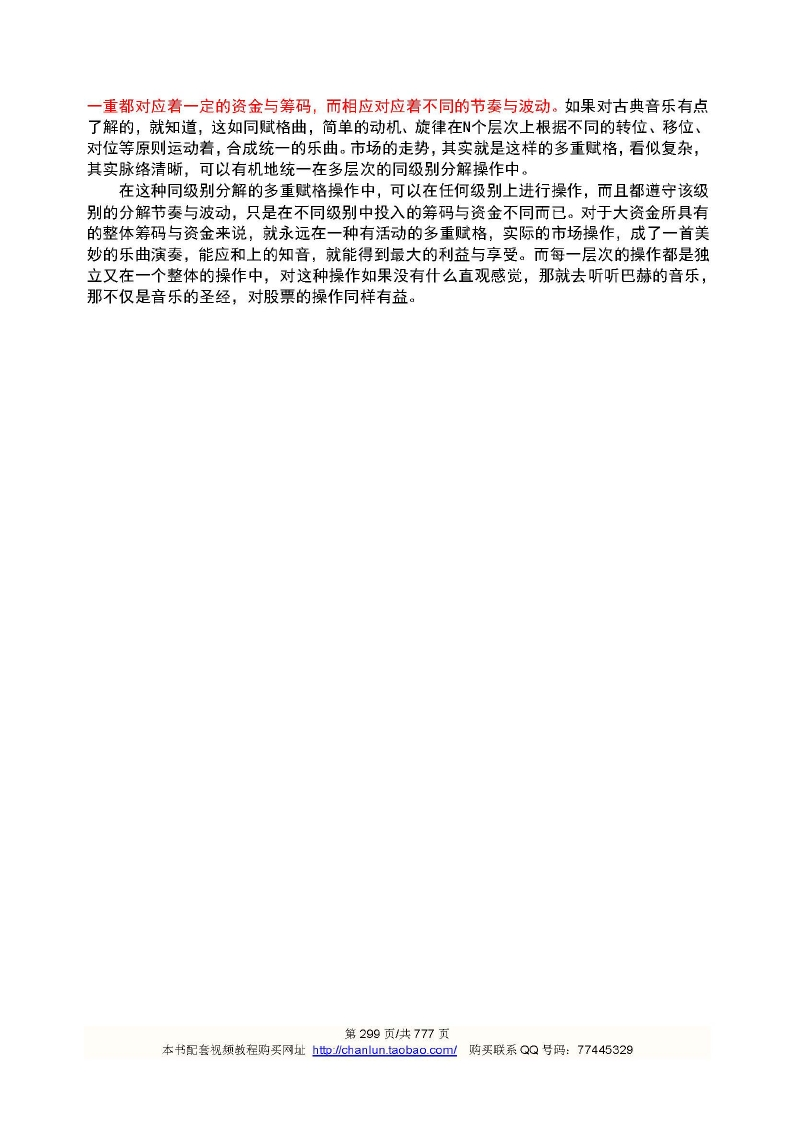 一重都对应着一定的资金与筹码，而相应对应着不同的节奏与波动。如果对古典音乐有点
了解的，就知道，这如同赋格曲，简单的动机、旋律在N个层次上根据不同的转位、移位、
对位等原则运动着，合成统一的乐曲。市场的走势，其实就是这样的多重赋格，看似复杂，
其实脉络清晰，可以有机地统一在多层次的同级别分解操作中。
在这种同级别分解的多重赋格操作中，可以在任何级别上进行操作，而且都遵守该级
别的分解节奏与波动，只是在不同级别中投入的筹码与资金不同而已。对于大资金所具有
的整体筹码与资金来说，就永远在一种有活动的多重赋格，实际的市场操作，成了一首美
妙的乐曲演奏，能应和上的知音，就能得到最大的利益与享受。而每一层次的操作都是独
立又在一个整体的操作中，对这种操作如果没有什么直观感觉，那就去听听巴赫的音乐，
那不仅是音乐的圣经，对股票的操作同样有益。
第 299 页/共 777 页
本书配套视频教程购买网址 http://chanlun.taobao.com/ 购买联系 QQ 号码：77445329